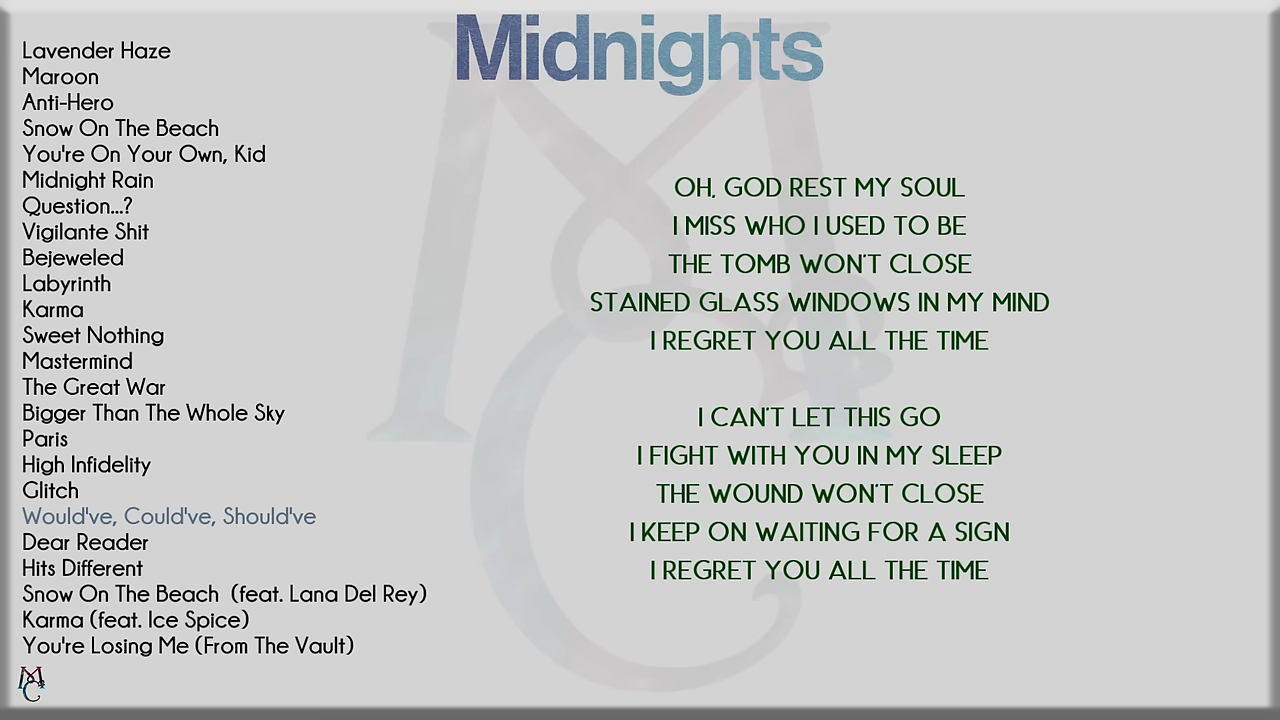 Midnights
Lavender Haze
Maroon
Anti-Hero
Snow On The Beach
You're On Your Own, Kid
Midnight Rain
Question...?
Vigilante Shit
Bejeweled
Labyrinth
Karma
Sweet Nothing
Mastermind
The Great War
Bigger Than The Whole Sky
Paris
High Infidelity
Glitch
Would've, Could've, Should've
Dear Reader
Hits Different
Snow On The Beach (feat. Lana Del Rey)
Karma (feat. Ice Spice)
You're Losing Me (From The Vault)
OH, GOD REST MY SOUL
I MISS WHO I USED TO BE
THE TOMB WON'T CLOSE
STAINED GLASS WINDOWS IN MY MIND
I REGRET YOU ALL THE TIME
I CAN'T LET THIS GO
I FIGHT WITH YOU IN MY SLEEP
THE WOUND WON'T CLOSE
I KEEP ON WAITING FOR A SIGN
I REGRET YOU ALL THE TIME